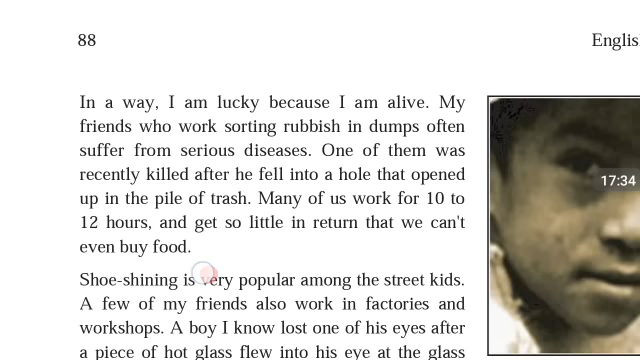 88
Englis
In a way, I am lucky because I am alive. My
friends who work sorting rubbish in dumps often
suffer from serious diseases. One of them was
recently killed after he fell into a hole that opened
up in the pile of trash. Many of us work for 10 to
12 hours, and get so little in return that we can't
even buy food.
17:34
Shoe-shining is very popular among the street kids.
A few of my friends also work in factories and
workshops. A boy I know lost one of his eyes after
a piece of hot glass flew into his eye at the glass